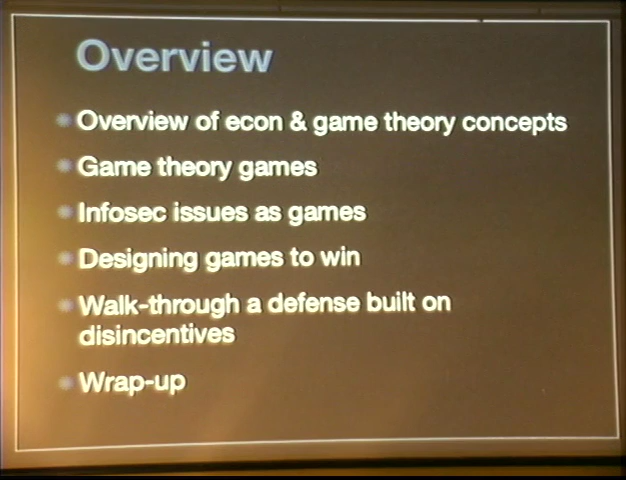 Overview
Overview of econ & game theory concepts
Game theory games
Infosec issues as games
Designing games to win
Walk-through a defense built on
disincentives
Wrap-up